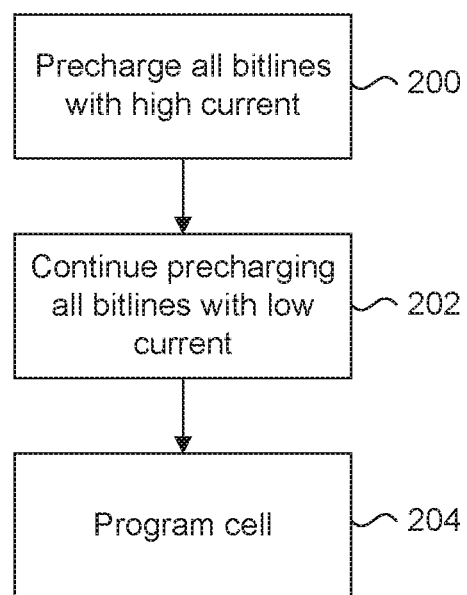 Precharge all bitlines
with high current
200
Continue precharging
all bitlines with low
current
202
Program cell
204